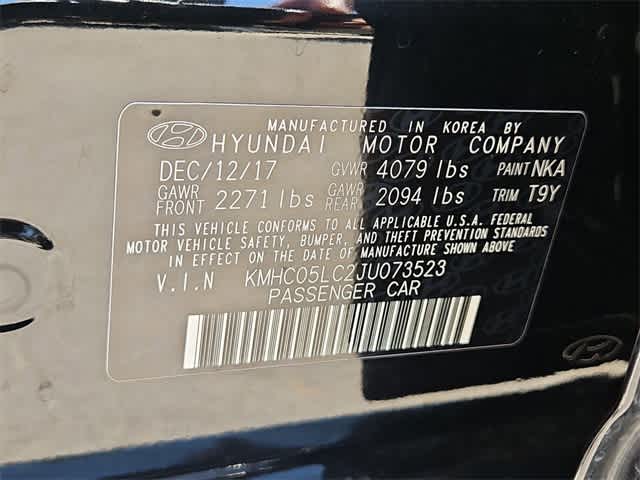 MANUFACTURED IN KOREA BY
HYUNDAI MOTOR COMPANY
DEC/12/17 GVWR 4079 lbs PAINT NKA
GAWR FRONT 2271 lbs GAWR REAR 2094 lbs TRIM T9Y
THIS VEHICLE CONFORMS TO ALL APPLICABLE U.S.A. FEDERAL
MOTOR VEHICLE SAFETY, BUMPER, AND THEFT PREVENTION STANDARDS
IN EFFECT ON THE DATE OF MANUFACTURE SHOWN ABOVE
V.I.N KMHC05LC2JU073523
PASSENGER CAR